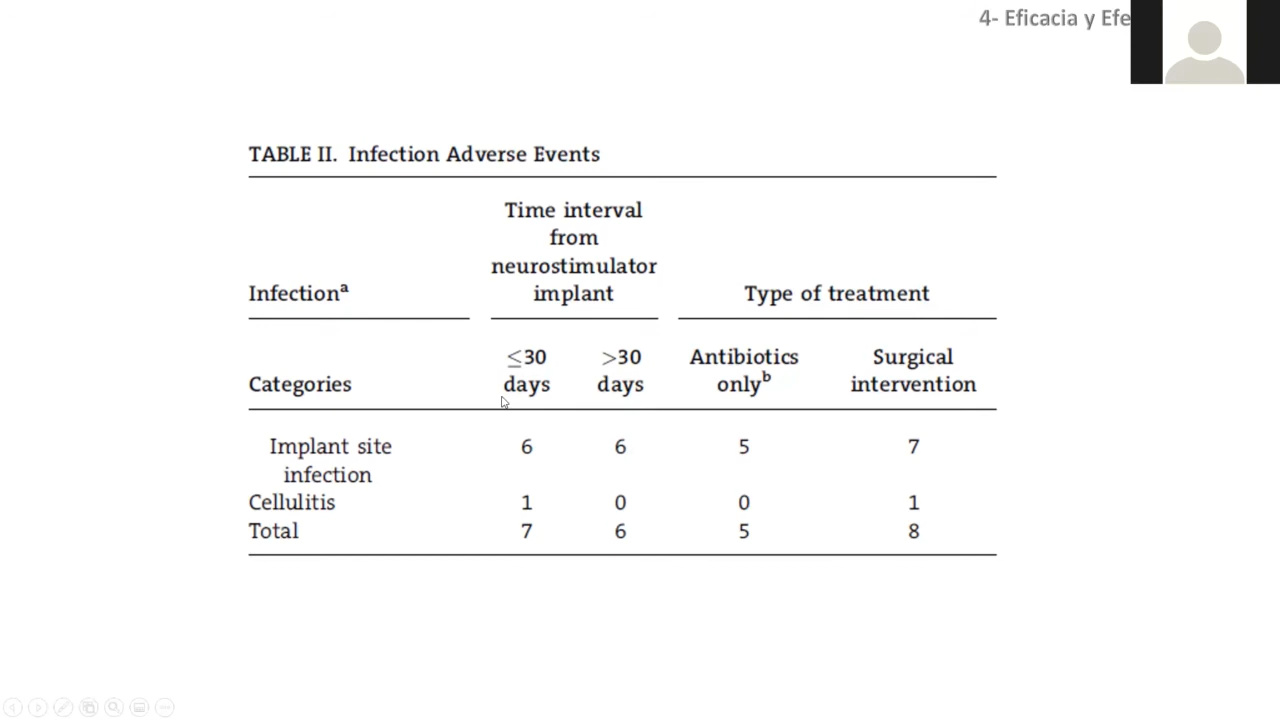 4- Eficacia y Efe
TABLE II. Infection Adverse Events
Time interval
from
neurostimulator
Infectionᵃ implant Type of treatment
≤30 >30 Antibiotics Surgical
Categories days days onlyᵇ intervention
Implant site 6 6 5 7
infection
Cellulitis 1 0 0 1
Total 7 6 5 8